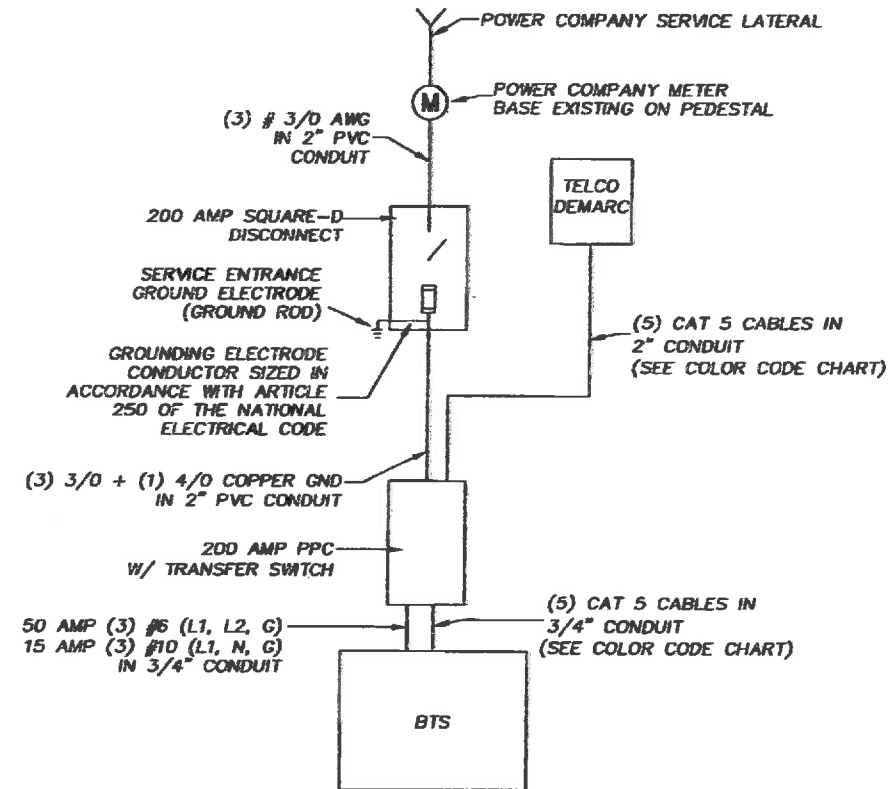 POWER COMPANY SERVICE LATERAL
M
POWER COMPANY METER
BASE EXISTING ON PEDESTAL
(3) # 3/0 AWG
IN 2" PVC
CONDUIT
TELCO
DEMARC
200 AMP SQUARE-D
DISCONNECT
SERVICE ENTRANCE
GROUND ELECTRODE
(GROUND ROD)
(5) CAT 5 CABLES IN
2" CONDUIT
(SEE COLOR CODE CHART)
GROUNDING ELECTRODE
CONDUCTOR SIZED IN
ACCORDANCE WITH ARTICLE
250 OF THE NATIONAL
ELECTRICAL CODE
(3) 3/0 + (1) 4/0 COPPER GND
IN 2" PVC CONDUIT
200 AMP PPC
W/ TRANSFER SWITCH
50 AMP (3) #6 (L1, L2, G)
15 AMP (3) #10 (L1, N, G)
IN 3/4" CONDUIT
(5) CAT 5 CABLES IN
3/4" CONDUIT
(SEE COLOR CODE CHART)
BTS